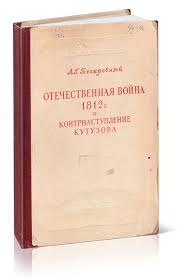 Л.Г. Бескровный
ОТЕЧЕСТВЕННАЯ ВОЙНА
1812 г.
и
КОНТРНАСТУПЛЕНИЕ
КУТУЗОВА